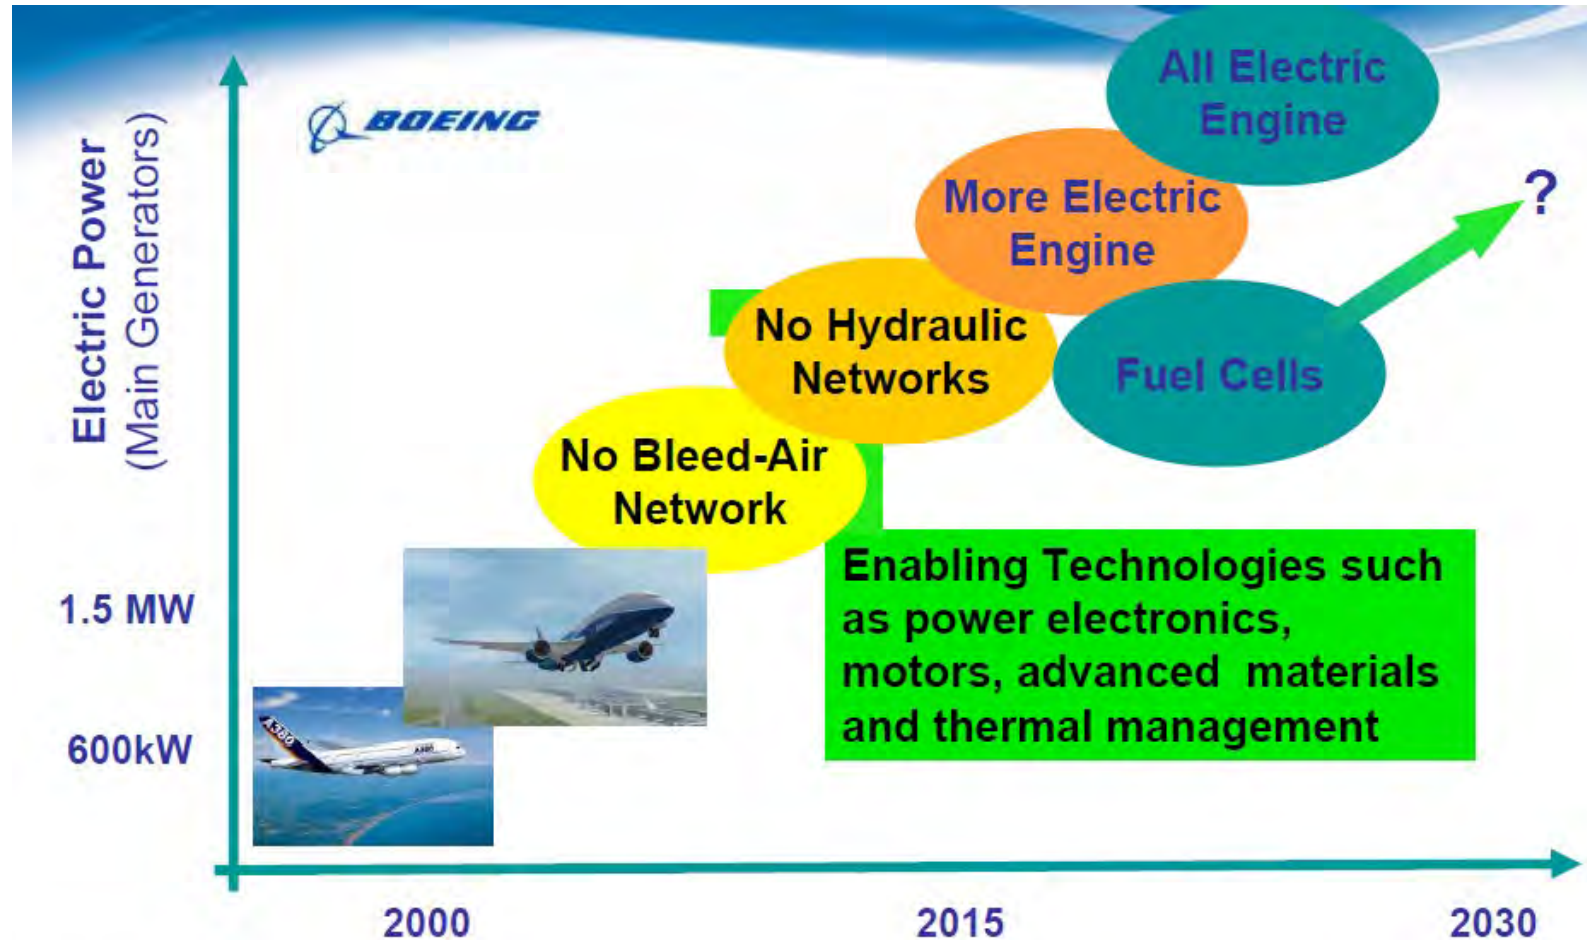 BOEING
Electric Power
(Main Generators)
1.5 MW
600kW
All Electric
Engine
More Electric
Engine
?
No Hydraulic
Networks
Fuel Cells
No Bleed-Air
Network
Enabling Technologies such
as power electronics,
motors, advanced  materials
and thermal management
A380
A380
2000
2015
2030